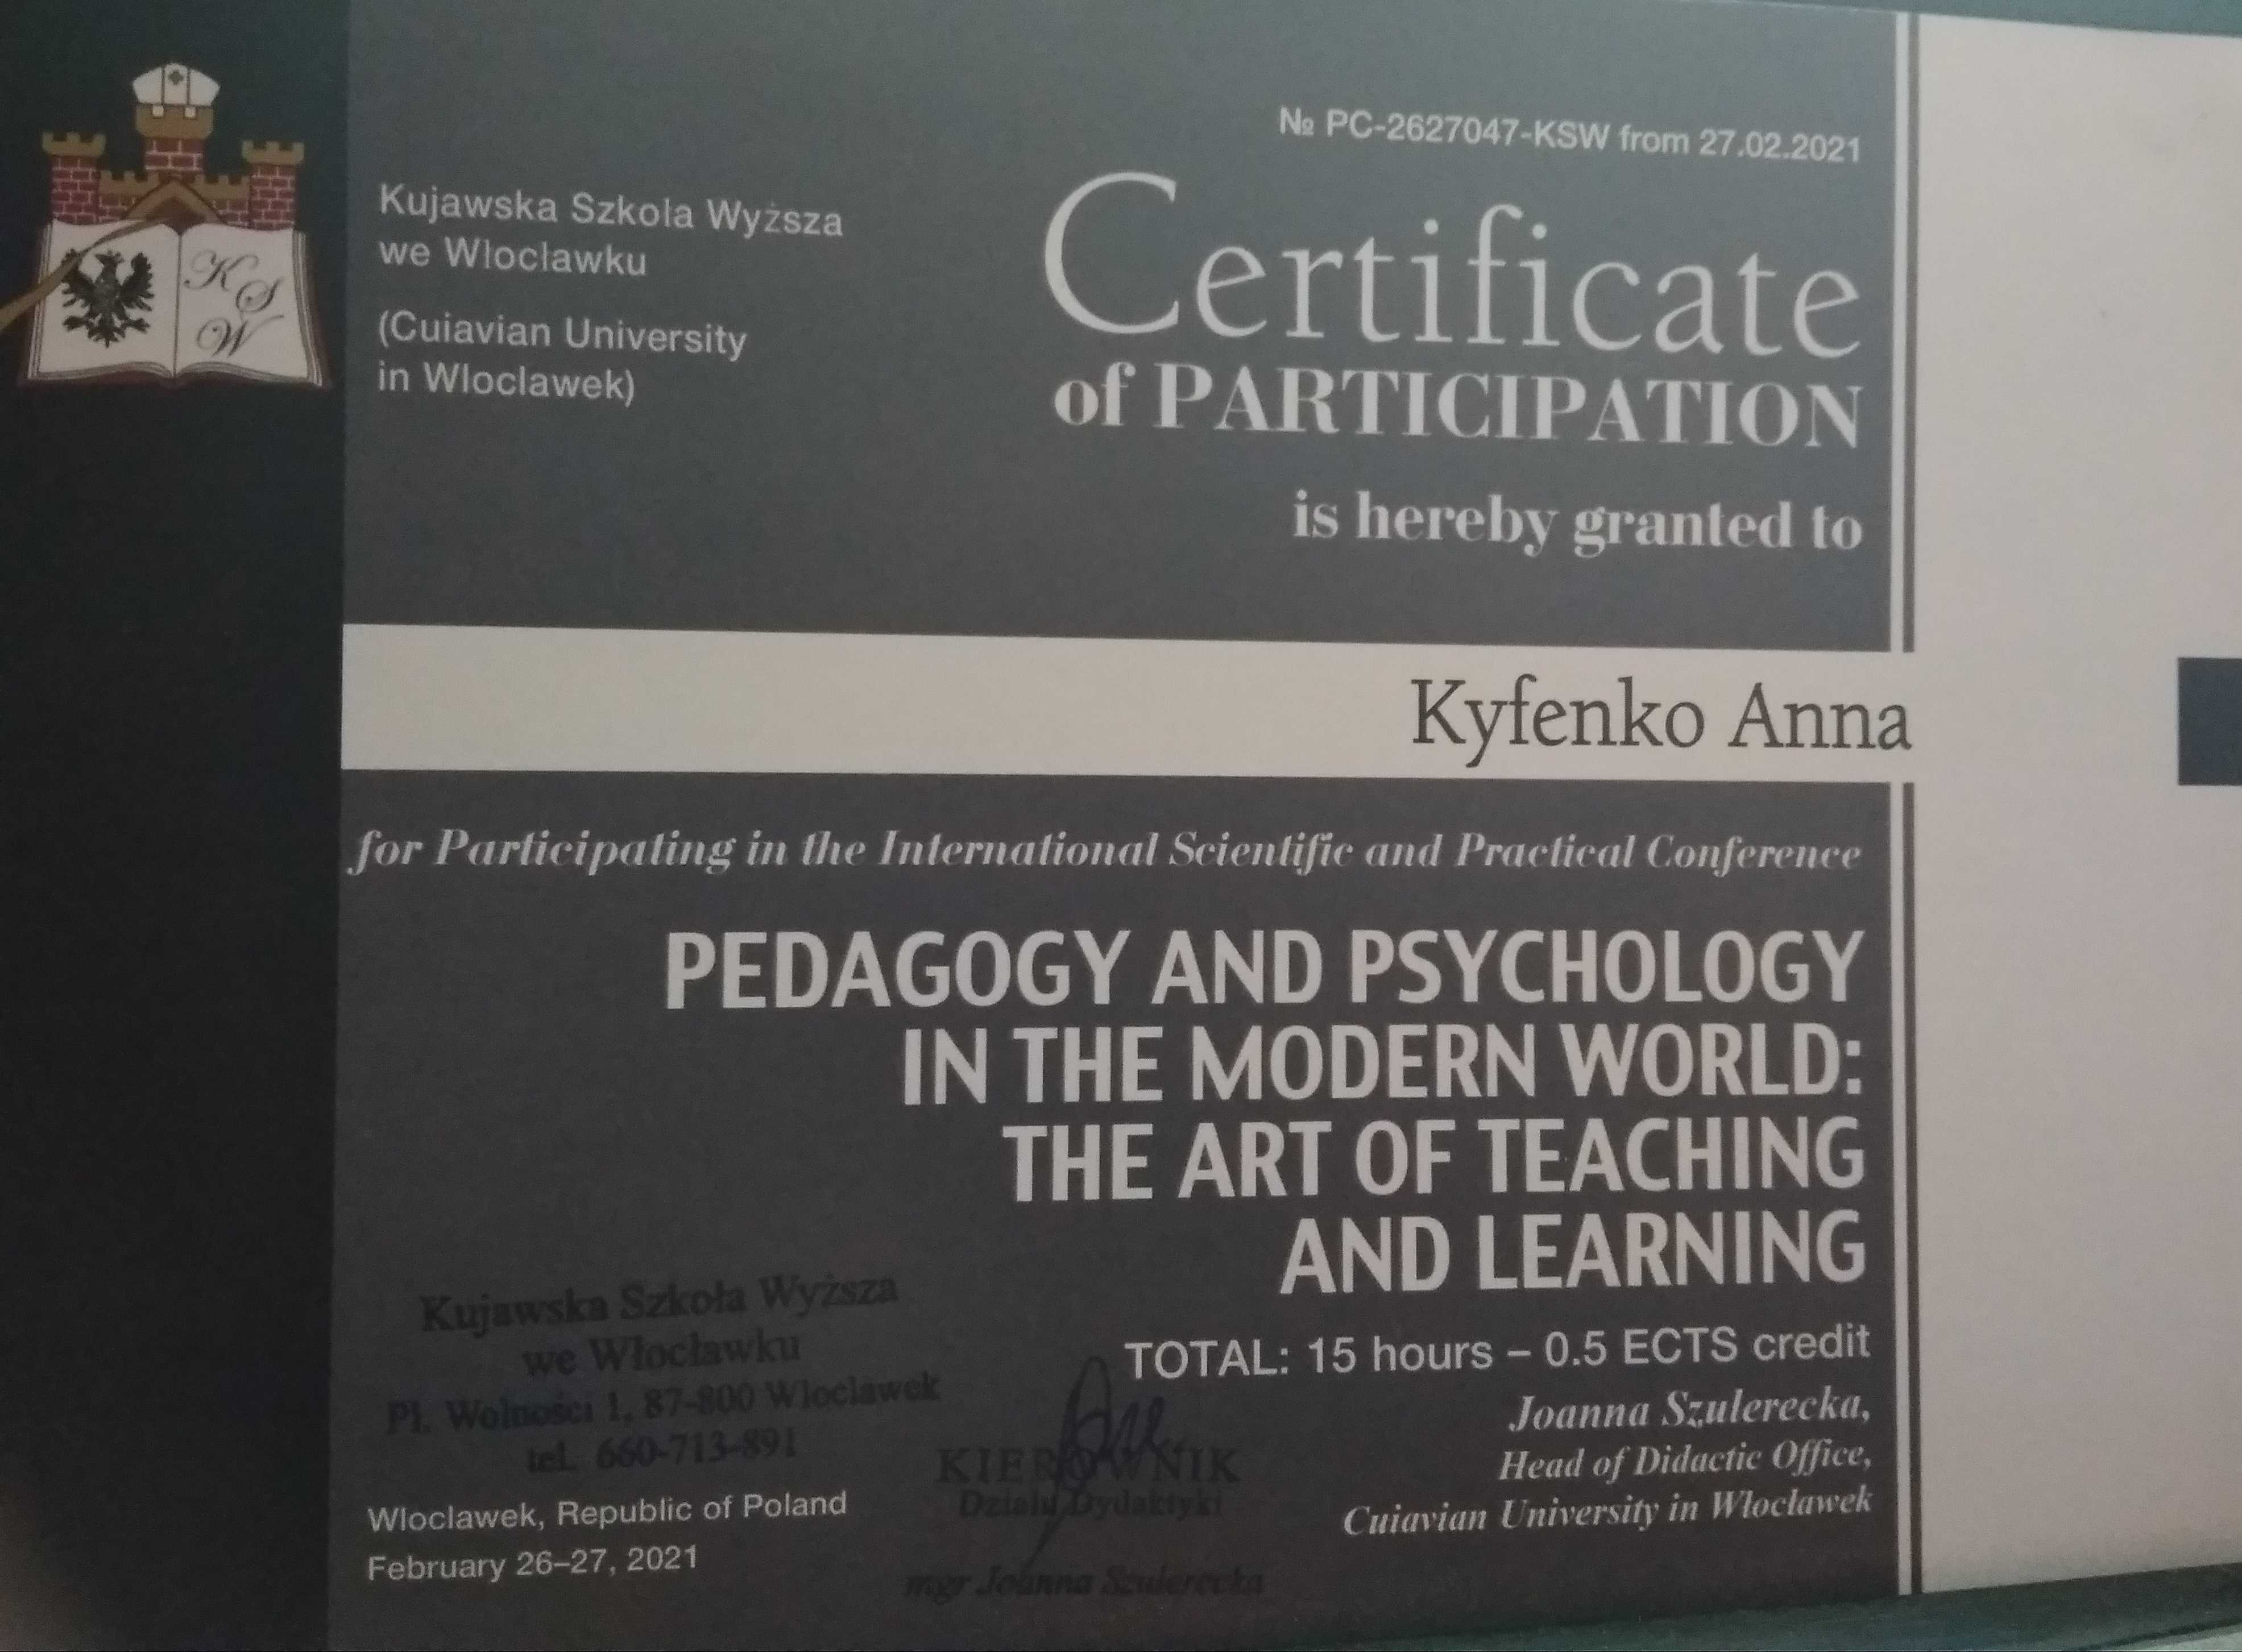 K S W
№ PC-2627047-KSW from 27.02.2021
Kujawska Szkola Wyższa
we Wloclawku
(Cuiavian University
in Wloclawek)
Certificate
of PARTICIPATION
is hereby granted to
Kyfenko Anna
for Participating in the International Scientific and Practical Conference
PEDAGOGY AND PSYCHOLOGY
IN THE MODERN WORLD:
THE ART OF TEACHING
AND LEARNING
TOTAL: 15 hours – 0.5 ECTS credit
Joanna Szulerecka,
Head of Didactic Office,
Cuiavian University in Włocławek
Kujawska Szkoła Wyższa
we Włocławku
Pl. Wolności 1, 87-800 Włocławek
tel. 660-713-891
KIEROWNIK
Działu Dydaktyki
mgr Joanna Szulerecka
Wloclawek, Republic of Poland
February 26–27, 2021